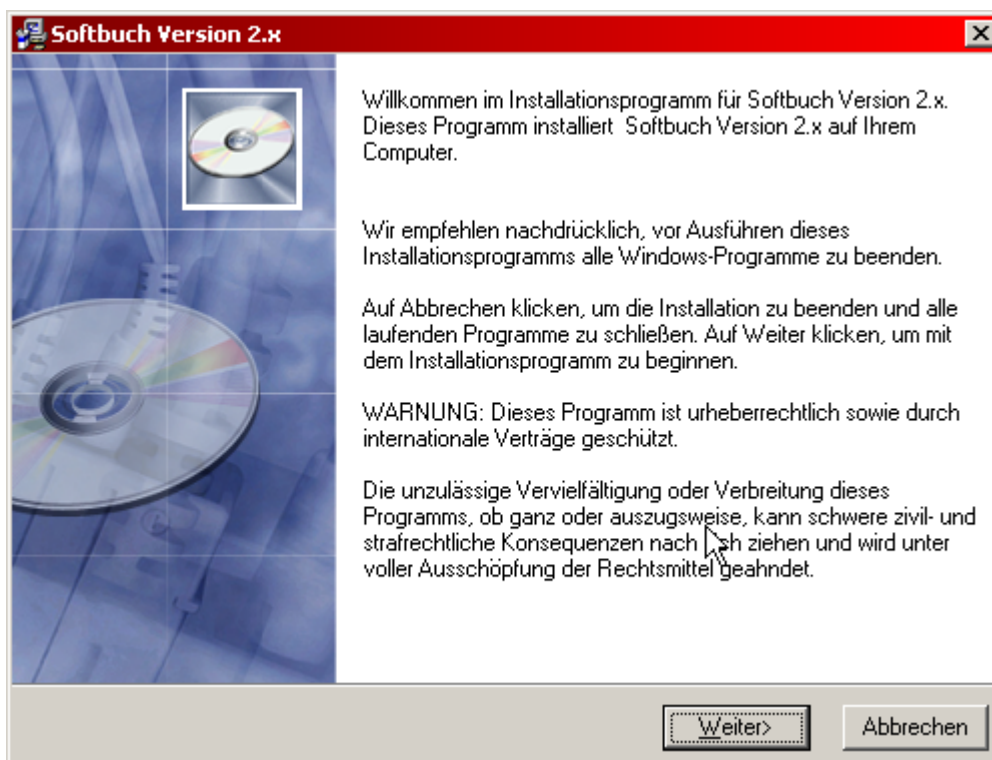 Softbuch Version 2.x
Willkommen im Installationsprogramm für Softbuch Version 2.x.
Dieses Programm installiert Softbuch Version 2.x auf Ihrem
Computer.
Wir empfehlen nachdrücklich, vor Ausführen dieses
Installationsprogramms alle Windows-Programme zu beenden.
Auf Abbrechen klicken, um die Installation zu beenden und alle
laufenden Programme zu schließen. Auf Weiter klicken, um mit
dem Installationsprogramm zu beginnen.
WARNUNG: Dieses Programm ist urheberrechtlich sowie durch
internationale Verträge geschützt.
Die unzulässige Vervielfältigung oder Verbreitung dieses
Programms, ob ganz oder auszugsweise, kann schwere zivil- und
strafrechtliche Konsequenzen nach sich ziehen und wird unter
voller Ausschöpfung der Rechtsmittel geahndet.
Weiter>
Abbrechen